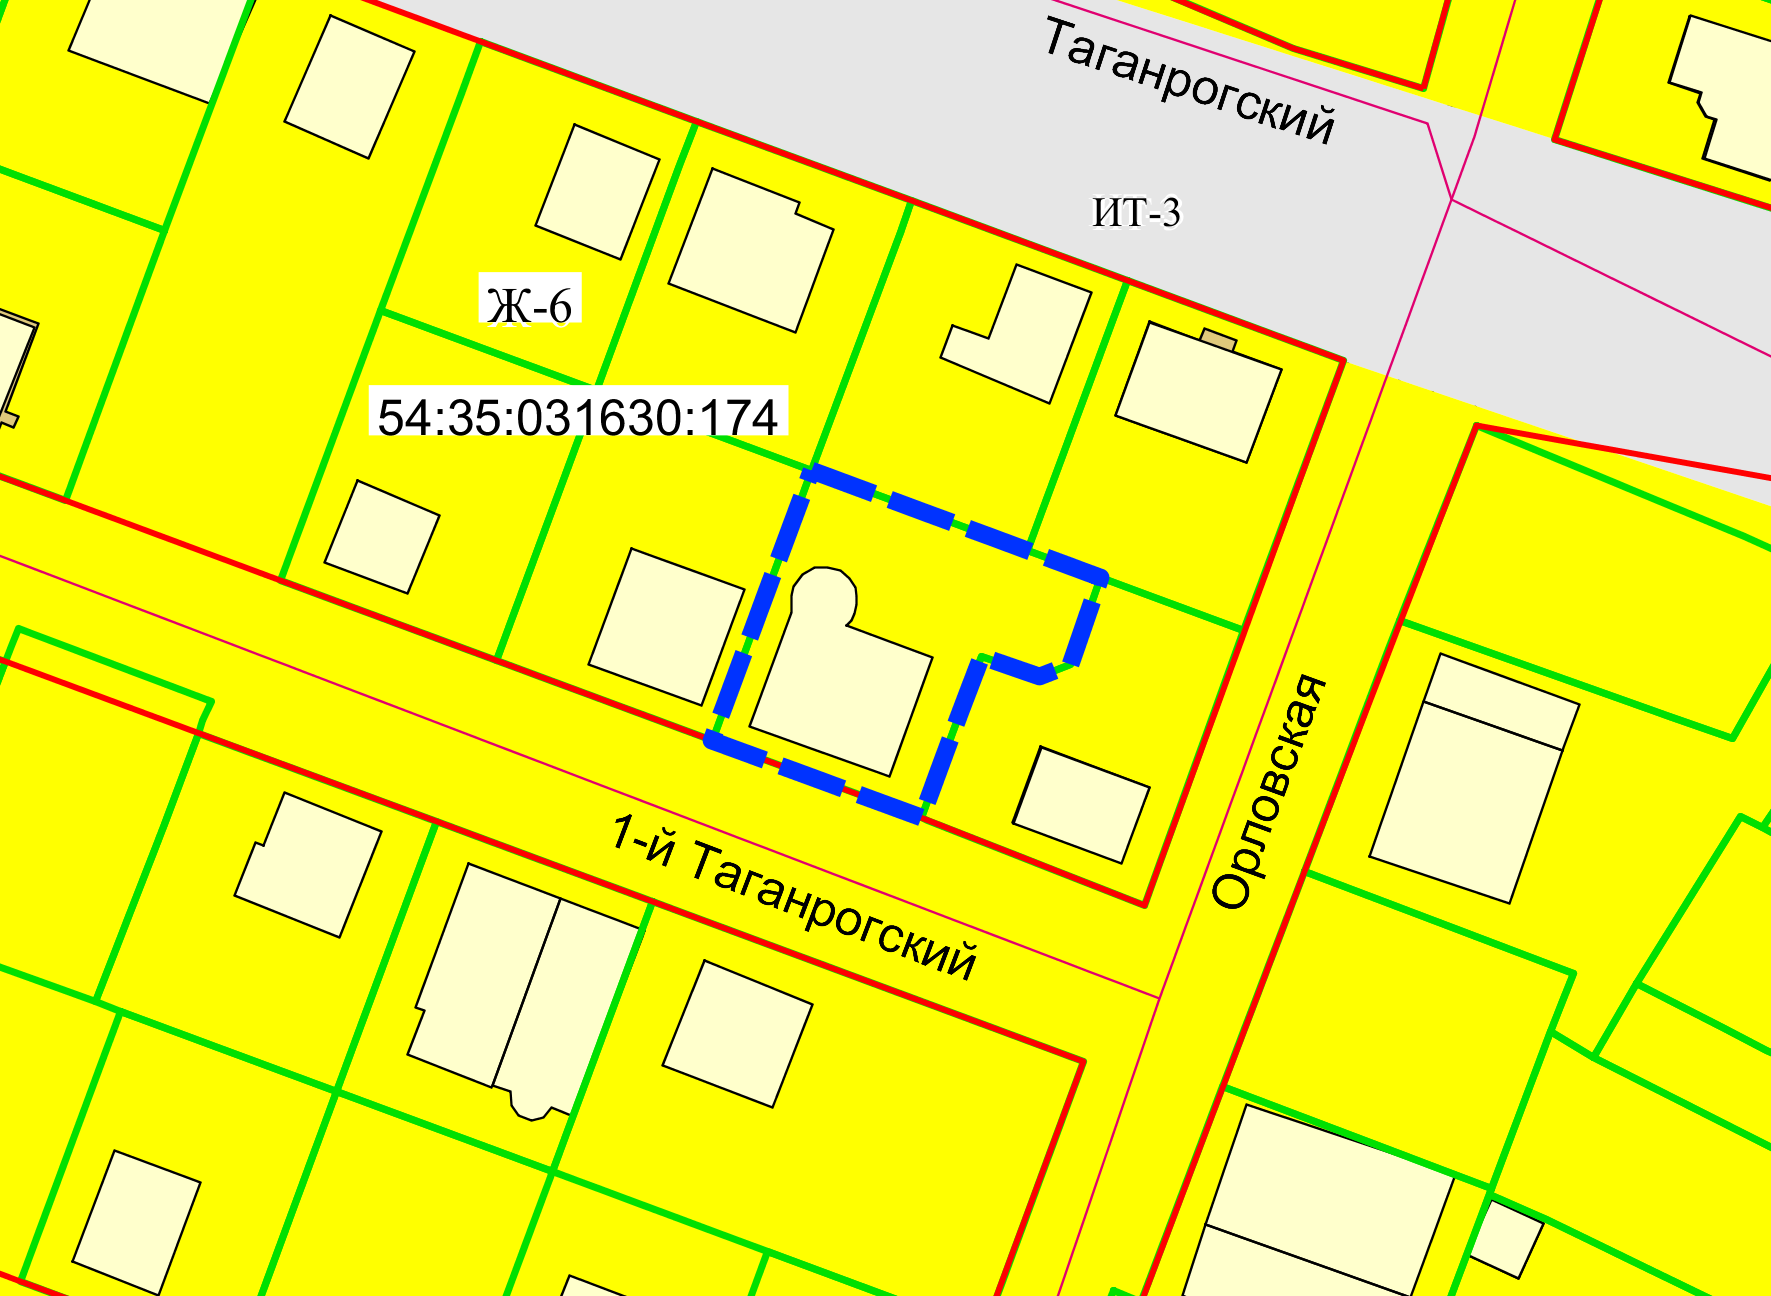 Таганрогский
ИТ-3
Ж-6
54:35:031630:174
Орловская
1-й Таганрогский